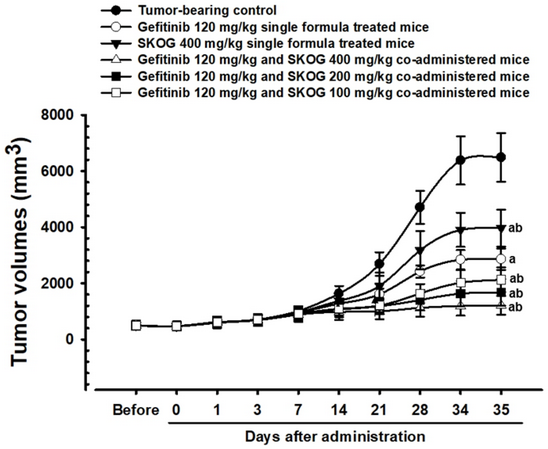 Tumor-bearing control
Gefitinib 120 mg/kg single formula treated mice
SKOG 400 mg/kg single formula treated mice
Gefitinib 120 mg/kg and SKOG 400 mg/kg co-administered mice
Gefitinib 120 mg/kg and SKOG 200 mg/kg co-administered mice
Gefitinib 120 mg/kg and SKOG 100 mg/kg co-administered mice
Tumor volumes (mm³)
8000
6000
4000
2000
0
ab
a
ab
ab
ab
Before 0 1 3 7 14 21 28 34 35
Days after administration